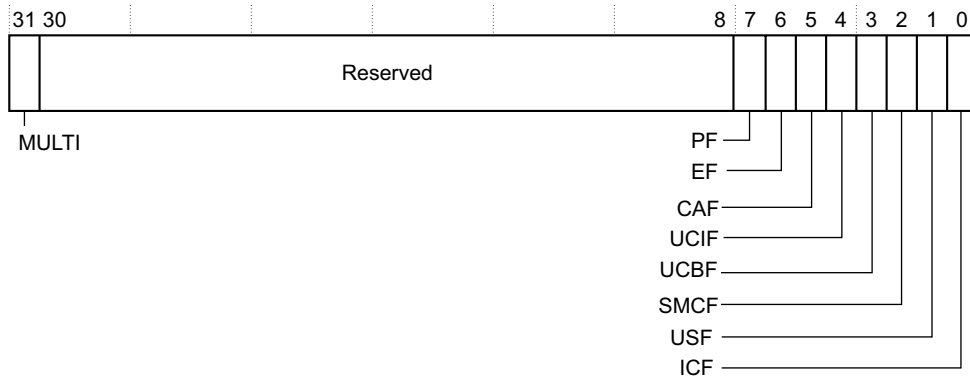 31 30 8 7 6 5 4 3 2 1 0
Reserved
MULTI
PF
EF
CAF
UCIF
UCBF
SMCF
USF
ICF